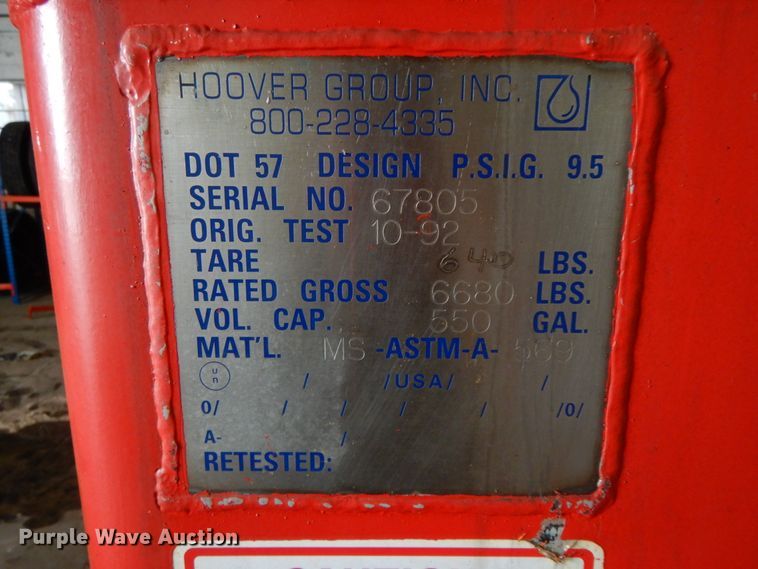 HOOVER GROUP, INC.
800-228-4335
DOT 57 DESIGN P.S.I.G. 9.5
SERIAL NO. 67805
ORIG. TEST 10-92
TARE 640 LBS.
RATED GROSS 6680 LBS.
VOL. CAP. 550 GAL.
MAT'L. MS -ASTM-A- 569
un / /USA/ /
0/ / / / / /0/
A- /
RETESTED:
Purple Wave Auction